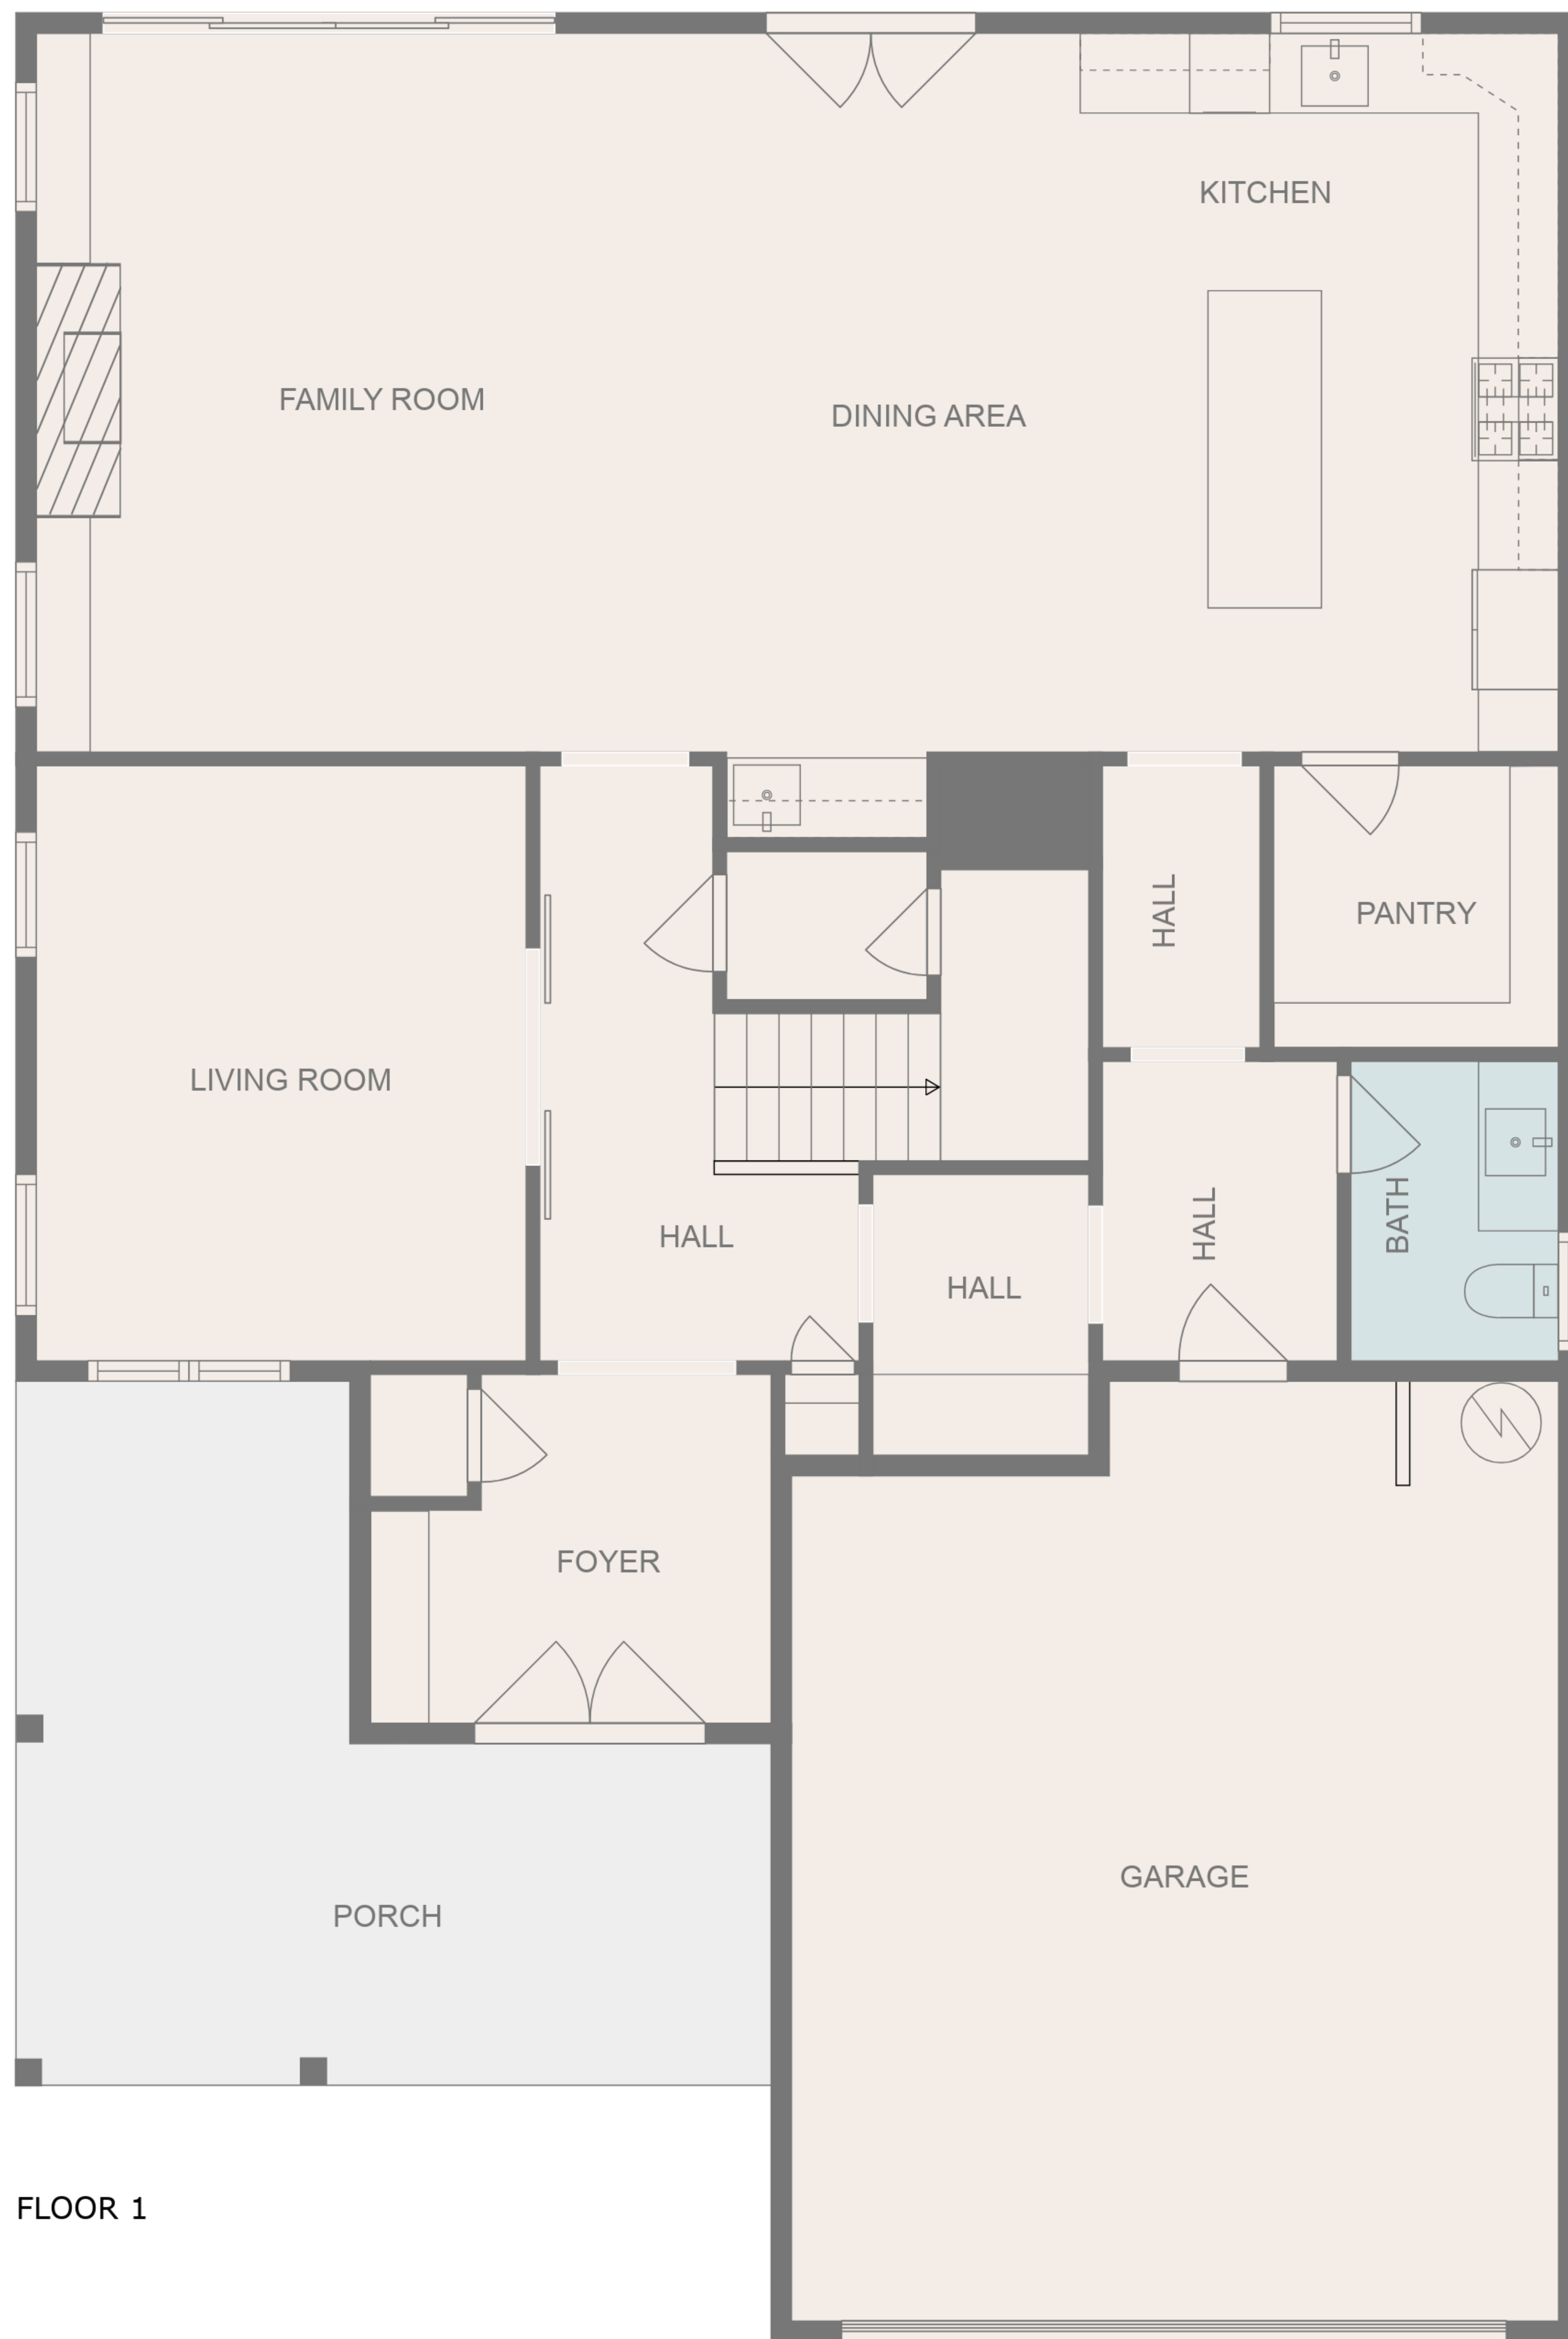 KITCHEN
FAMILY ROOM
DINING AREA
HALL
PANTRY
LIVING ROOM
HALL
HALL
BATH
HALL
FOYER
GARAGE
PORCH
FLOOR 1